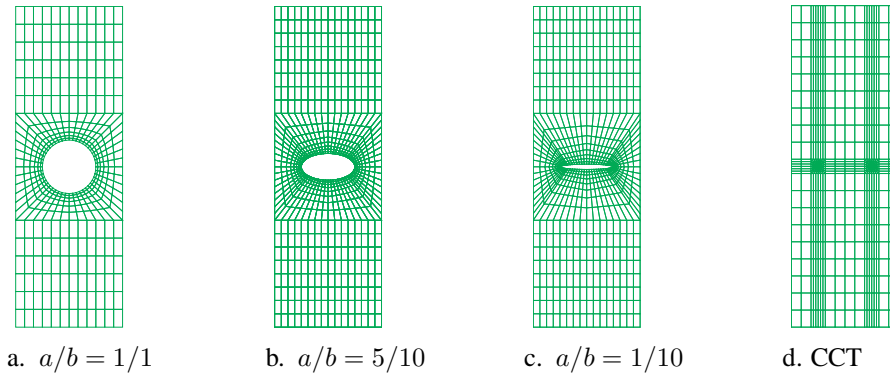 a. a/b = 1/1 b. a/b = 5/10 c. a/b = 1/10 d. CCT